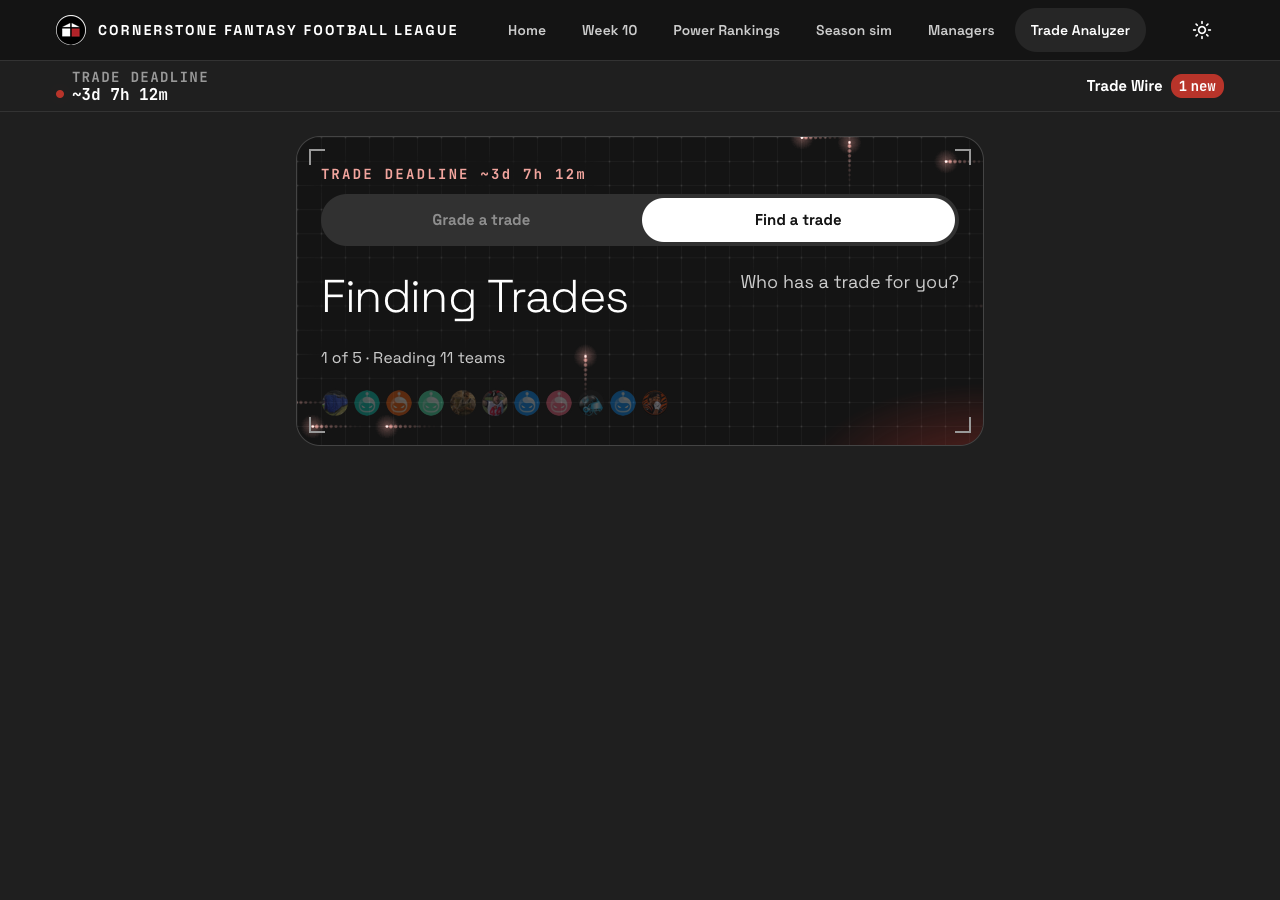 CORNERSTONE FANTASY FOOTBALL LEAGUE
Home
Week 10
Power Rankings
Season sim
Managers
Trade Analyzer
TRADE DEADLINE
~3d 7h 12m
Trade Wire
1 new
TRADE DEADLINE ~3d 7h 12m
Grade a trade
Find a trade
Finding Trades
Who has a trade for you?
1 of 5 · Reading 11 teams